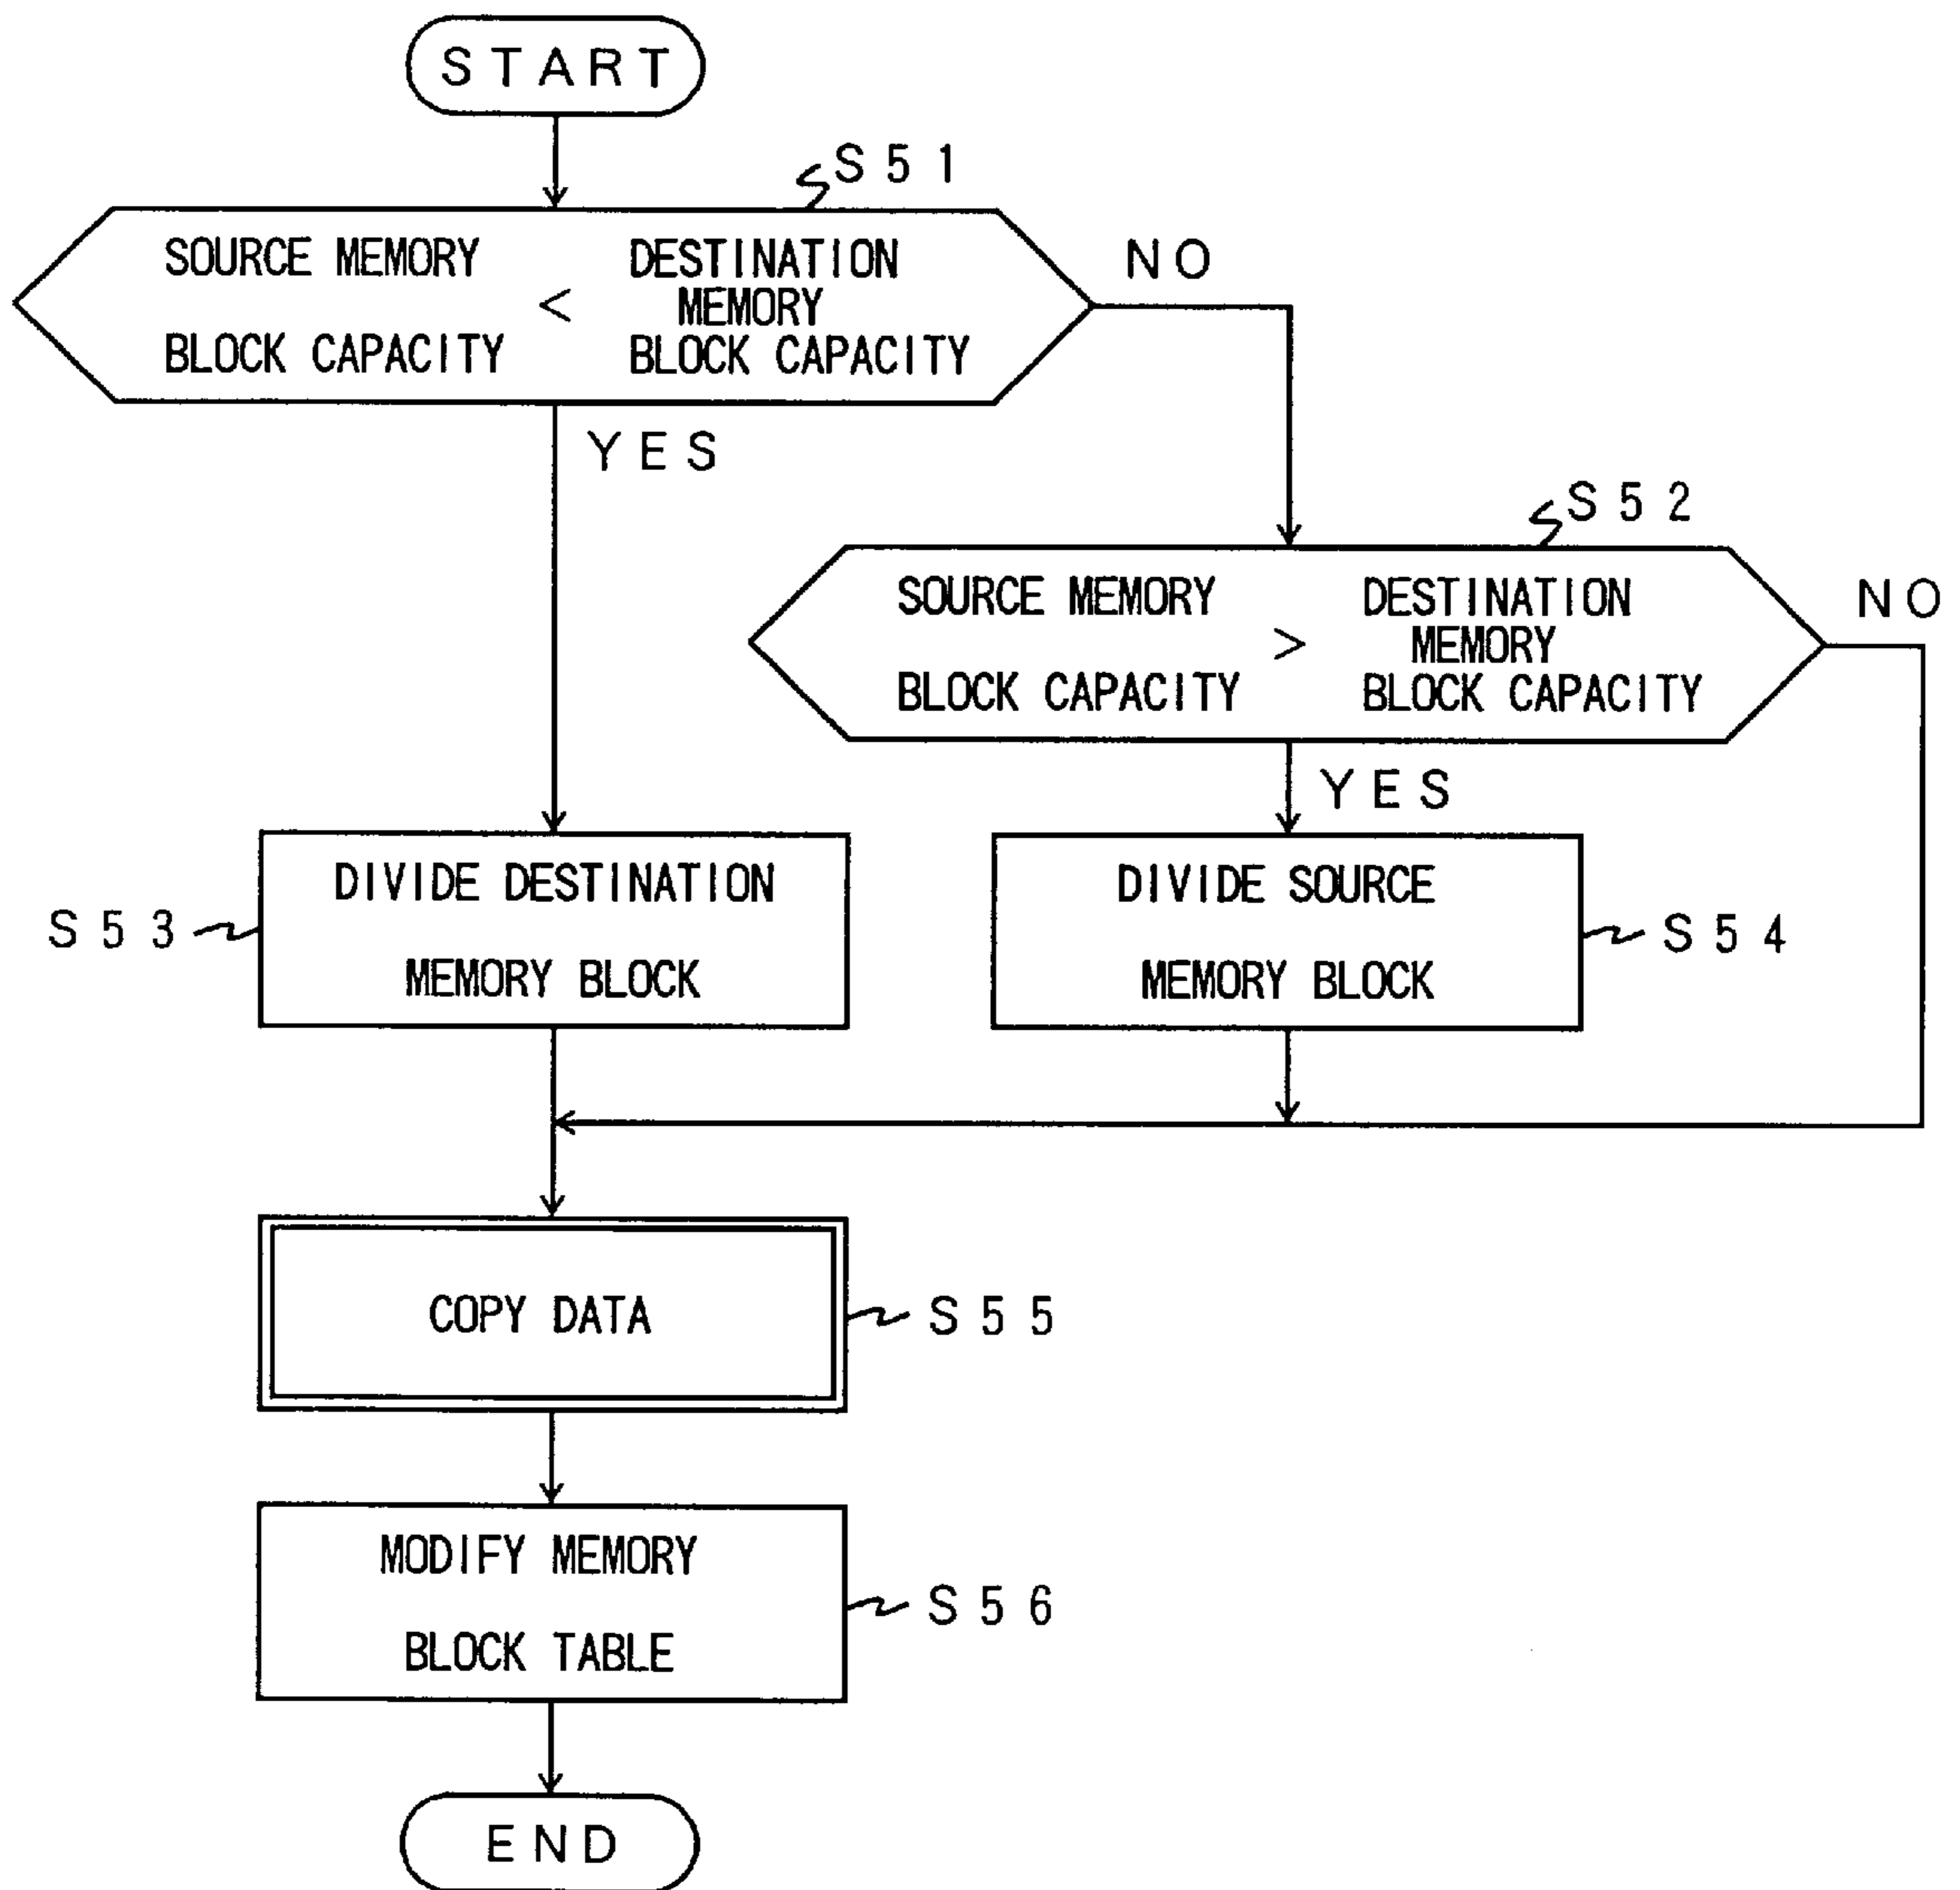 START
S51
SOURCE MEMORY
BLOCK CAPACITY
<
DESTINATION
MEMORY
BLOCK CAPACITY
NO
YES
S52
SOURCE MEMORY
BLOCK CAPACITY
>
DESTINATION
MEMORY
BLOCK CAPACITY
NO
YES
DIVIDE DESTINATION
MEMORY BLOCK
S53
DIVIDE SOURCE
MEMORY BLOCK
S54
COPY DATA
S55
MODIFY MEMORY
BLOCK TABLE
S56
END